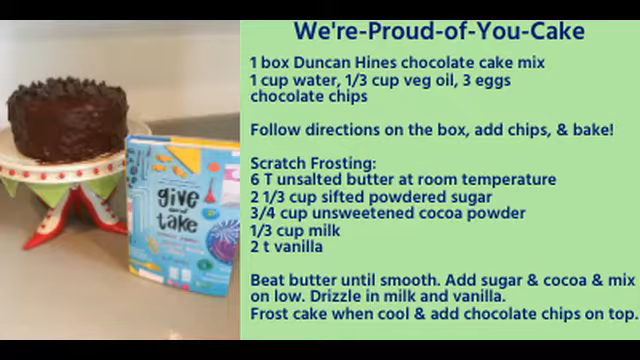 We're-Proud-of-You-Cake
1 box Duncan Hines chocolate cake mix
1 cup water, 1/3 cup veg oil, 3 eggs
chocolate chips
Follow directions on the box, add chips, & bake!
Scratch Frosting:
6 T unsalted butter at room temperature
2 1/3 cup sifted powdered sugar
3/4 cup unsweetened cocoa powder
1/3 cup milk
2 t vanilla
Beat butter until smooth. Add sugar & cocoa & mix
on low. Drizzle in milk and vanilla.
Frost cake when cool & add chocolate chips on top.
give
and
take